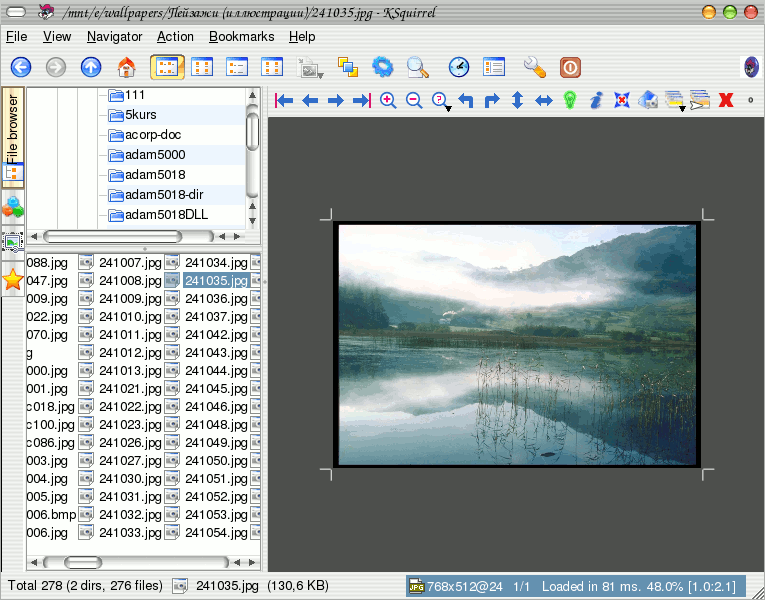 /mnt/e/wallpapers/Пейзажи (иллюстрации)/241035.jpg - KSquirrel
File View Navigator Action Bookmarks Help
File browser
111
5kurs
acorp-doc
adam5000
adam5018
adam5018-dir
adam5018DLL
088.jpg 241007.jpg 241034.jpg
047.jpg 241008.jpg 241035.jpg
009.jpg 241009.jpg 241036.jpg
022.jpg 241010.jpg 241037.jpg
070.jpg 241011.jpg 241042.jpg
g 241012.jpg 241043.jpg
000.jpg 241013.jpg 241044.jpg
001.jpg 241021.jpg 241045.jpg
c018.jpg 241022.jpg 241046.jpg
c100.jpg 241023.jpg 241048.jpg
c086.jpg 241026.jpg 241049.jpg
003.jpg 241027.jpg 241050.jpg
004.jpg 241030.jpg 241051.jpg
005.jpg 241031.jpg 241052.jpg
006.bmp 241032.jpg 241053.jpg
006.jpg 241033.jpg 241054.jpg
Total 278 (2 dirs, 276 files) 241035.jpg (130,6 KB) JPG 768x512@24 1/1 Loaded in 81 ms. 48.0% [1.0:2.1]